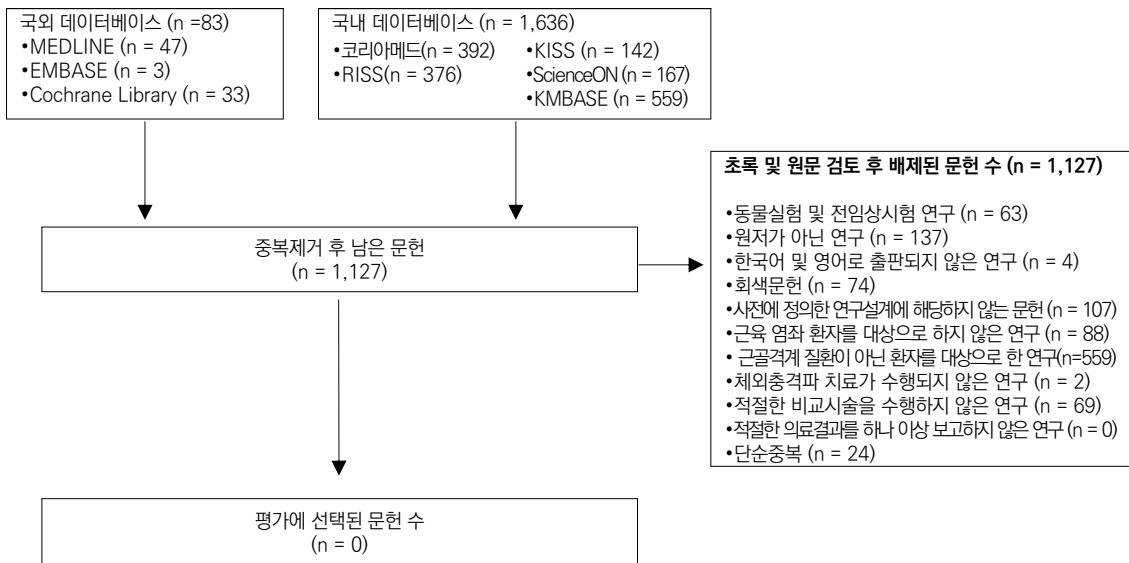 국외 데이터베이스 (n =83)
•MEDLINE (n = 47)
•EMBASE (n = 3)
•Cochrane Library (n = 33)
국내 데이터베이스 (n = 1,636)
•코리아메드(n = 392) •KISS (n = 142)
•RISS(n = 376) •ScienceON (n = 167)
•KMBASE (n = 559)
초록 및 원문 검토 후 배제된 문헌 수 (n = 1,127)
•동물실험 및 전임상시험 연구 (n = 63)
•원저가 아닌 연구 (n = 137)
•한국어 및 영어로 출판되지 않은 연구 (n = 4)
•회색문헌 (n = 74)
•사전에 정의한 연구설계에 해당하지 않는 문헌 (n = 107)
•근육 염좌 환자를 대상으로 하지 않은 연구 (n = 88)
• 근골격계 질환이 아닌 환자를 대상으로 한 연구(n=559)
•체외충격파 치료가 수행되지 않은 연구 (n = 2)
•적절한 비교시술을 수행하지 않은 연구 (n = 69)
•적절한 의료결과를 하나 이상 보고하지 않은 연구 (n = 0)
•단순중복 (n = 24)
중복제거 후 남은 문헌
(n = 1,127)
평가에 선택된 문헌 수
(n = 0)